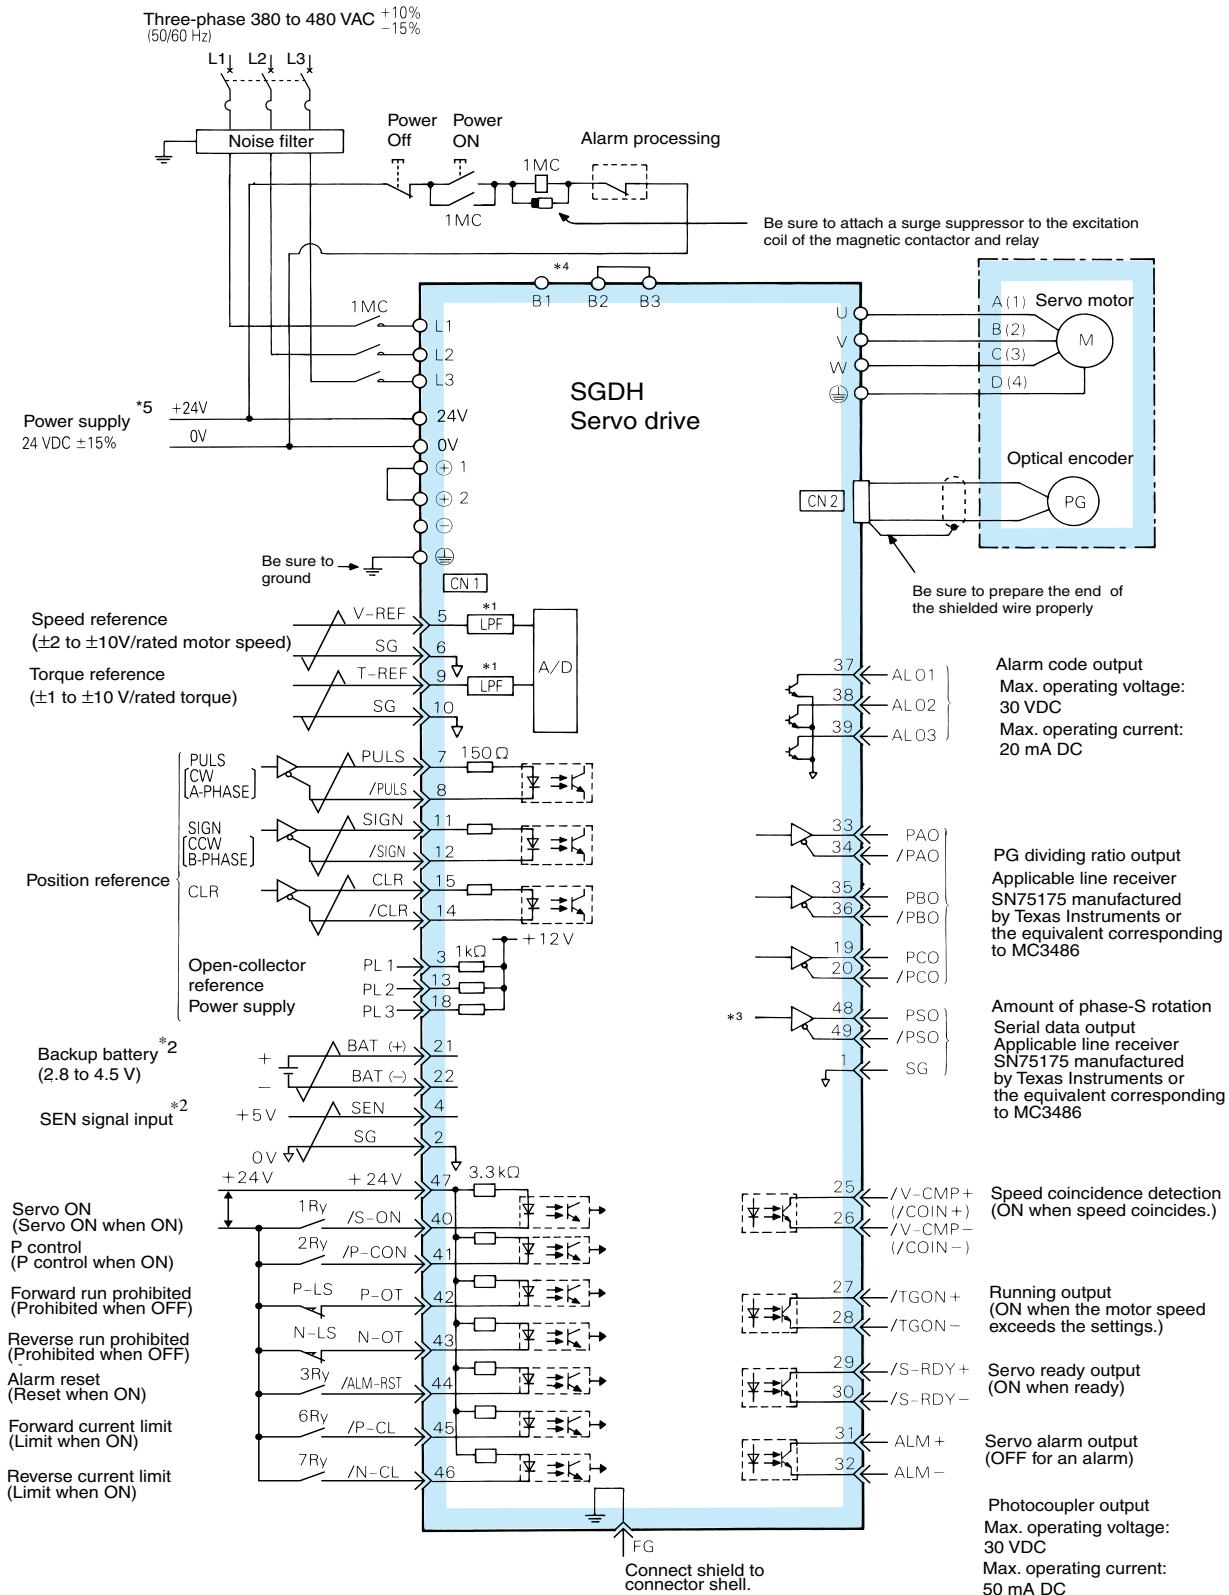 Three-phase 380 to 480 VAC +10% −15%
(50/60 Hz)
L1 L2 L3
Noise filter
Power Off
Power ON
Alarm processing
1MC
1MC
Be sure to attach a surge suppressor to the excitation
coil of the magnetic contactor and relay
*4
B1 B2 B3
1MC
L1
L2
L3
SGDH
Servo drive
U
V
W
A (1)
B (2)
C (3)
D (4)
Servo motor
M
Power supply *5
24 VDC ±15%
+24V
0V
24V
0V
+ 1
+ 2
−
Be sure to
ground
Optical encoder
CN 2
PG
Be sure to prepare the end of
the shielded wire properly
CN 1
Speed reference
(±2 to ±10V/rated motor speed)
V-REF 5 *1 LPF
SG 6
Torque reference
(±1 to ±10 V/rated torque)
T-REF 9 *1 LPF
SG 10
A/D
37 ALO1
38 ALO2
39 ALO3
Alarm code output
Max. operating voltage:
30 VDC
Max. operating current:
20 mA DC
Position reference
PULS
CW
A-PHASE
PULS 7 150Ω
/PULS 8
SIGN
CCW
B-PHASE
SIGN 11
/SIGN 12
CLR
CLR 15
/CLR 14
+12V
Open-collector
reference
Power supply
PL1 3 1kΩ
PL2 13
PL3 18
33 PAO
34 /PAO
35 PBO
36 /PBO
19 PCO
20 /PCO
PG dividing ratio output
Applicable line receiver
SN75175 manufactured
by Texas Instruments or
the equivalent corresponding
to MC3486
*3
48 PSO
49 /PSO
1 SG
Amount of phase-S rotation
Serial data output
Applicable line receiver
SN75175 manufactured
by Texas Instruments or
the equivalent corresponding
to MC3486
Backup battery *2
(2.8 to 4.5 V)
+
−
BAT (+) 21
BAT (−) 22
SEN signal input *2
+5V
SEN 4
SG 2
0V
+24V
+24V 47 3.3kΩ
Servo ON
(Servo ON when ON)
1Ry /S-ON 40
P control
(P control when ON)
2Ry /P-CON 41
Forward run prohibited
(Prohibited when OFF)
P-LS P-OT 42
Reverse run prohibited
(Prohibited when OFF)
N-LS N-OT 43
Alarm reset
(Reset when ON)
3Ry /ALM-RST 44
Forward current limit
(Limit when ON)
6Ry /P-CL 45
Reverse current limit
(Limit when ON)
7Ry /N-CL 46
25 /V-CMP+
(/COIN+)
26 /V-CMP−
(/COIN−)
Speed coincidence detection
(ON when speed coincides.)
27 /TGON+
28 /TGON−
Running output
(ON when the motor speed
exceeds the settings.)
29 /S-RDY+
30 /S-RDY−
Servo ready output
(ON when ready)
31 ALM+
32 ALM−
Servo alarm output
(OFF for an alarm)
Photocoupler output
Max. operating voltage:
30 VDC
Max. operating current:
50 mA DC
FG
Connect shield to
connector shell.